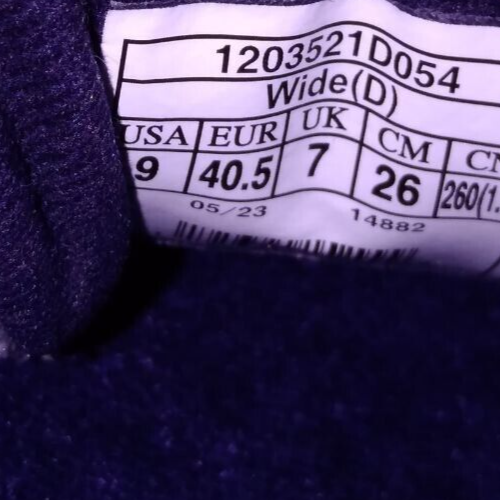 1203521D054
Wide(D)
USA EUR UK CM
9 40.5 7 26 260(1.
05/23 14882